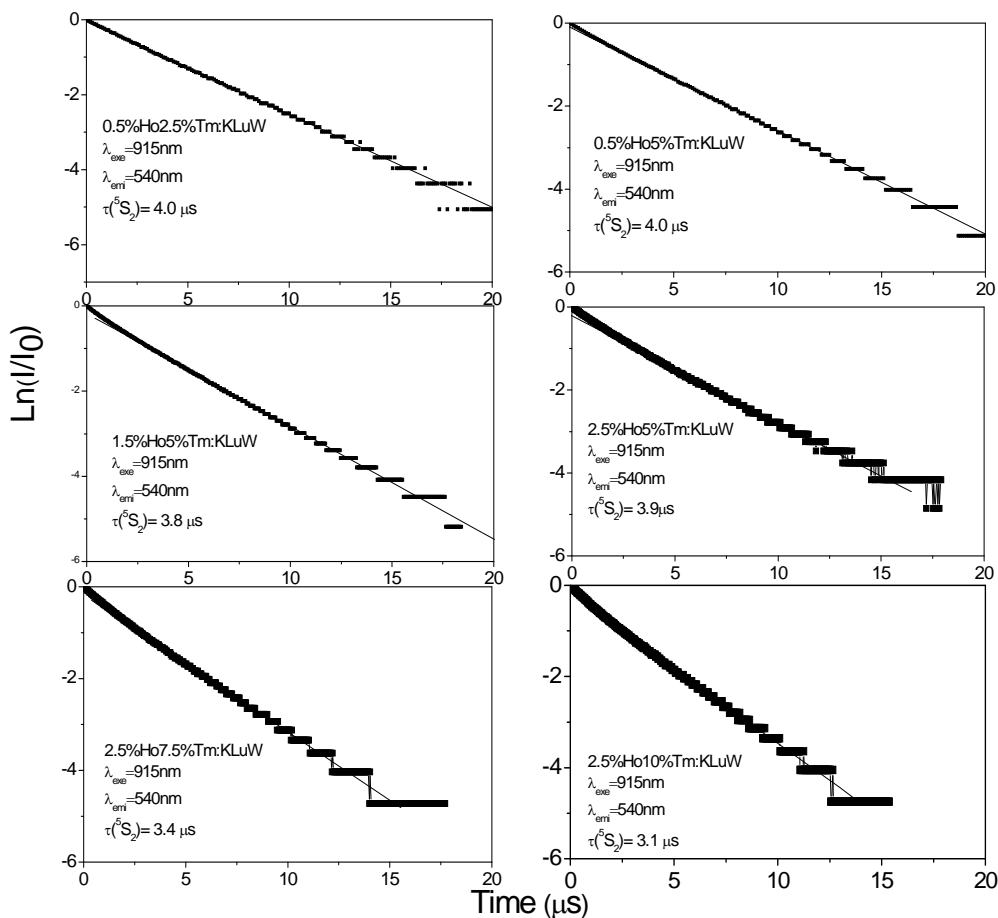 Ln(I/I0)
0
-2
-4
-6
0 5 10 15 20
0.5%Ho2.5%Tm:KLuW
λexe=915nm
λemi=540nm
τ(5S2)= 4.0 μs
0
-2
-4
-6
0 5 10 15 20
0.5%Ho5%Tm:KLuW
λexe=915nm
λemi=540nm
τ(5S2)= 4.0 μs
0
-2
-4
-6
0 5 10 15 20
1.5%Ho5%Tm:KLuW
λexe=915nm
λemi=540nm
τ(5S2)= 3.8 μs
0
-2
-4
-6
0 5 10 15 20
2.5%Ho5%Tm:KLuW
λexe=915nm
λemi=540nm
τ(5S2)= 3.9μs
0
-2
-4
-6
0 5 10 15 20
2.5%Ho7.5%Tm:KLuW
λexe=915nm
λemi=540nm
τ(5S2)= 3.4 μs
0
-2
-4
-6
0 5 10 15 20
2.5%Ho10%Tm:KLuW
λexe=915nm
λemi=540nm
τ(5S2)= 3.1 μs
Time (μs)